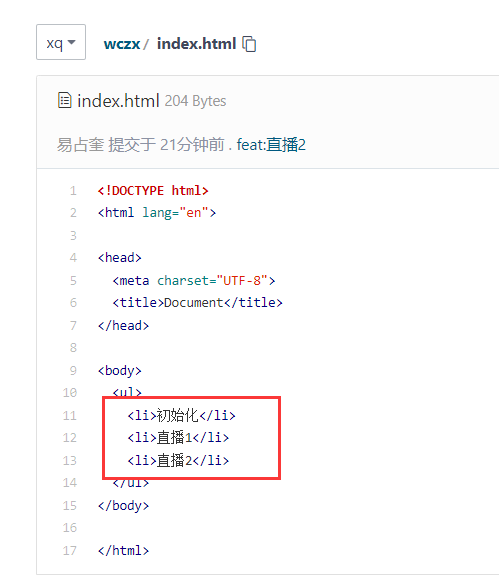 xq
wczx / index.html
index.html 204 Bytes
易占奎 提交于 21分钟前 . feat:直播2
1 <!DOCTYPE html>
2 <html lang="en">
3
4 <head>
5 <meta charset="UTF-8">
6 <title>Document</title>
7 </head>
8
9 <body>
10 <ul>
11 <li>初始化</li>
12 <li>直播1</li>
13 <li>直播2</li>
14 </ul>
15 </body>
16
17 </html>